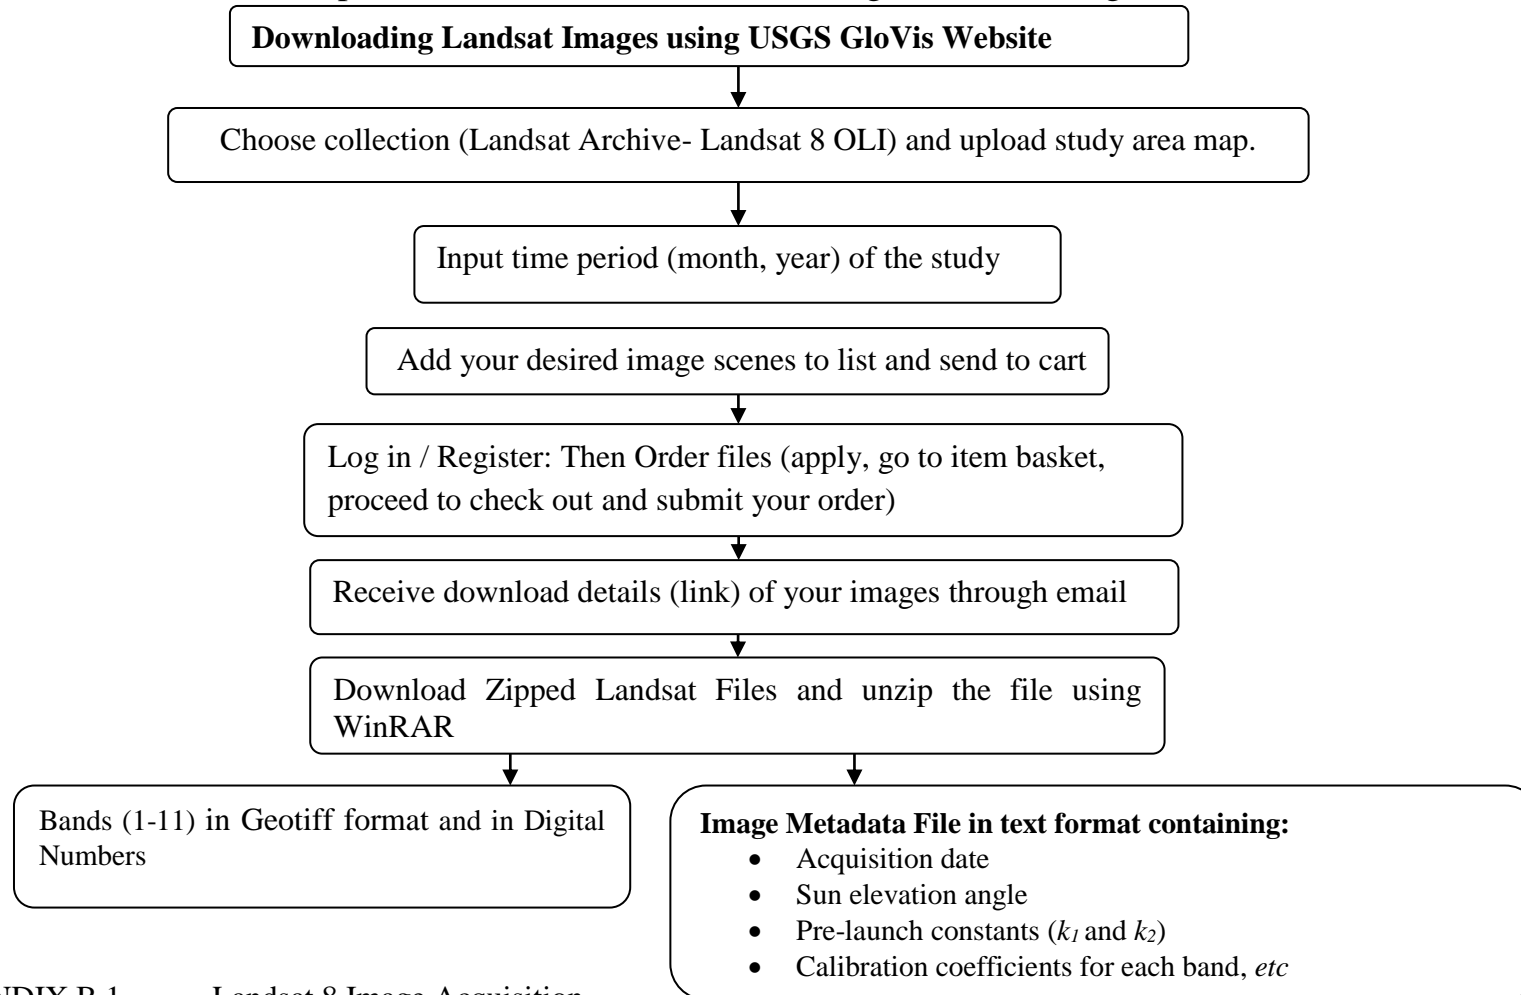 Downloading Landsat Images using USGS GloVis Website
Choose collection (Landsat Archive- Landsat 8 OLI) and upload study area map.
Input time period (month, year) of the study
Add your desired image scenes to list and send to cart
Log in / Register: Then Order files (apply, go to item basket,
proceed to check out and submit your order)
Receive download details (link) of your images through email
Download Zipped Landsat Files and unzip the file using
WinRAR
Bands (1-11) in Geotiff format and in Digital
Numbers
Image Metadata File in text format containing:
• Acquisition date
• Sun elevation angle
• Pre-launch constants (k1 and k2)
• Calibration coefficients for each band, etc
NDIX B.1 Landsat 8 Image Acquisition